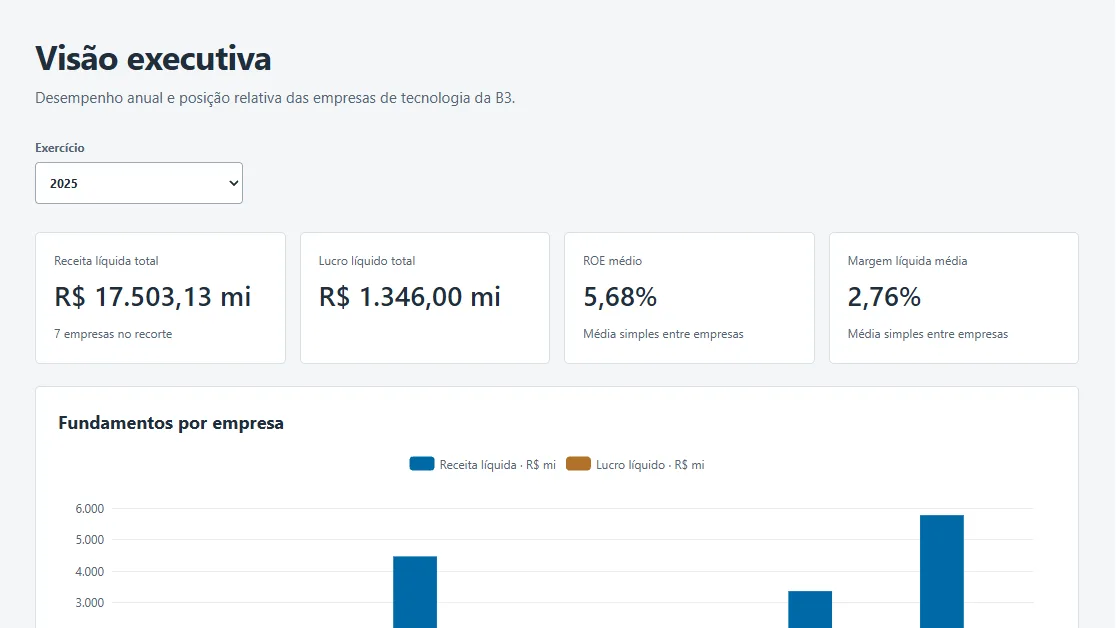 Visão executiva
Desempenho anual e posição relativa das empresas de tecnologia da B3.
Exercício
2025
Receita líquida total
R$ 17.503,13 mi
7 empresas no recorte
Lucro líquido total
R$ 1.346,00 mi
ROE médio
5,68%
Média simples entre empresas
Margem líquida média
2,76%
Média simples entre empresas
Fundamentos por empresa
Receita líquida · R$ mi
Lucro líquido · R$ mi
6.000
5.000
4.000
3.000